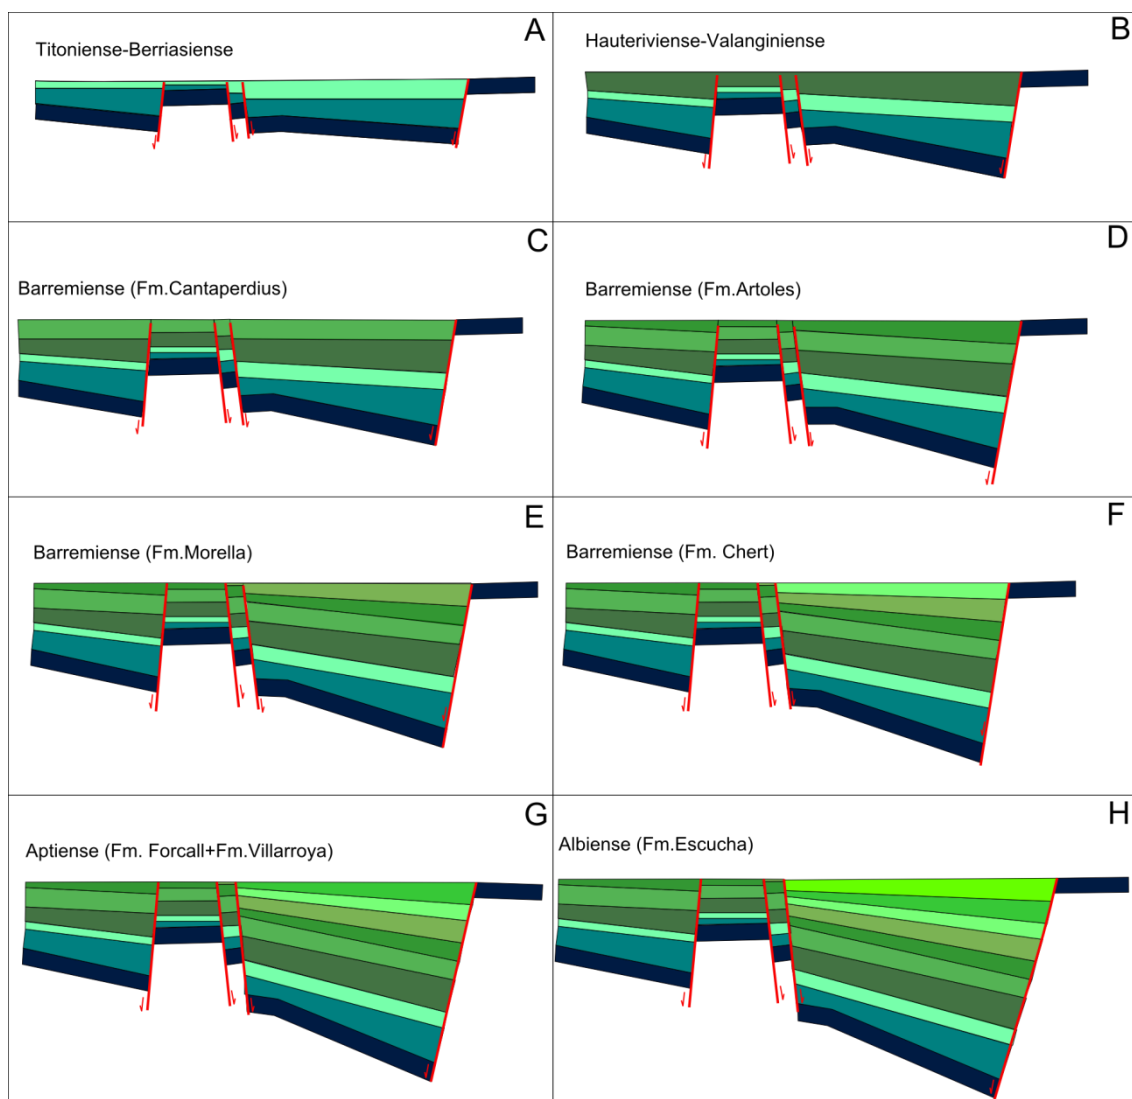 A
Titoniense-Berriasiense
B
Hauteriviense-Valanginiense
C
Barremiense (Fm.Cantaperdius)
D
Barremiense (Fm.Artoles)
E
Barremiense (Fm.Morella)
F
Barremiense (Fm. Chert)
G
Aptiense (Fm. Forcall+Fm.Villarroya)
H
Albiense (Fm.Escucha)